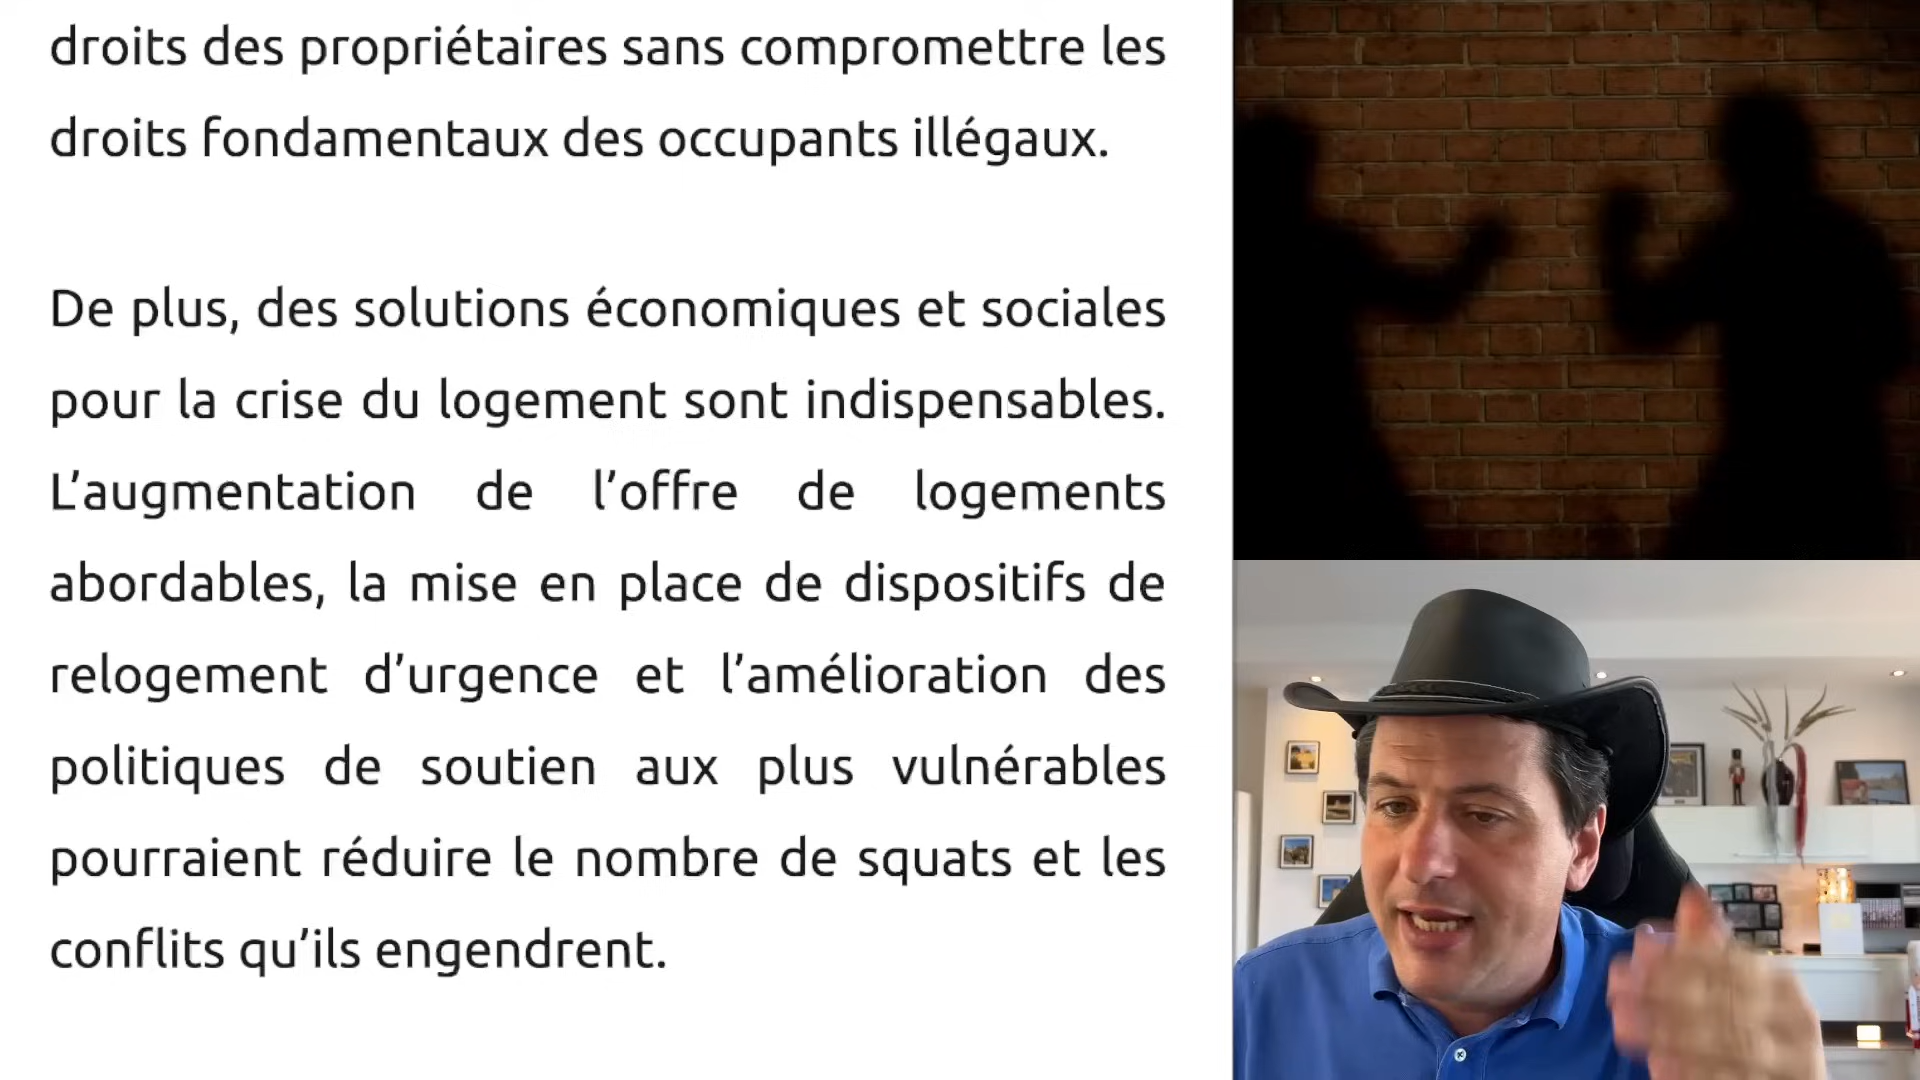 droits des propriétaires sans compromettre les
droits fondamentaux des occupants illégaux.
De plus, des solutions économiques et sociales
pour la crise du logement sont indispensables.
L’augmentation de l’offre de logements
abordables, la mise en place de dispositifs de
relogement d’urgence et l’amélioration des
politiques de soutien aux plus vulnérables
pourraient réduire le nombre de squats et les
conflits qu’ils engendrent.